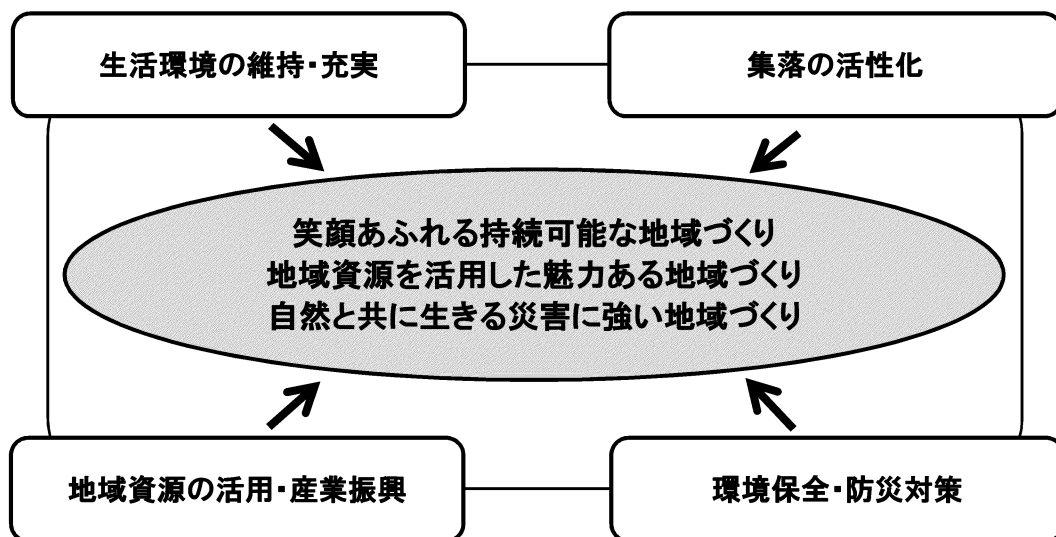 生活環境の維持・充実
集落の活性化
笑顔あふれる持続可能な地域づくり
地域資源を活用した魅力ある地域づくり
自然と共に生きる災害に強い地域づくり
地域資源の活用・産業振興
環境保全・防災対策